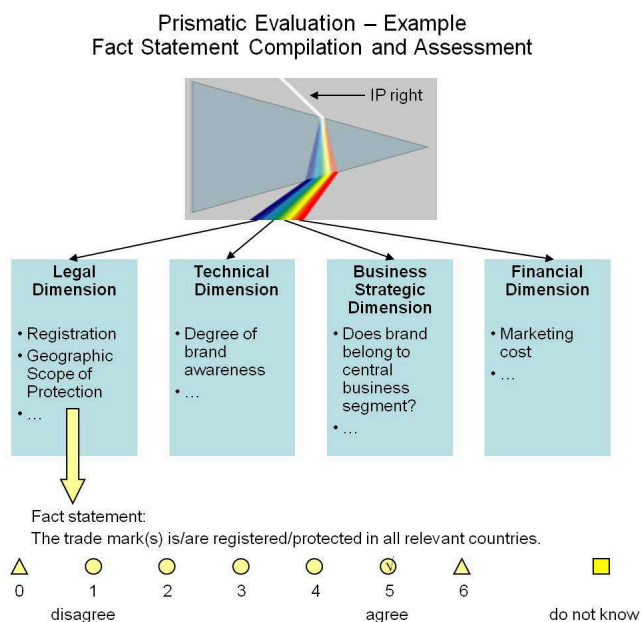 Prismatic Evaluation – Example
Fact Statement Compilation and Assessment
IP right
Legal
Dimension
• Registration
• Geographic
Scope of
Protection
• …
Technical
Dimension
• Degree of
brand
awareness
• …
Business
Strategic
Dimension
• Does brand
belong to
central
business
segment?
• …
Financial
Dimension
• Marketing
cost
• …
Fact statement:
The trade mark(s) is/are registered/protected in all relevant countries.
0 1 2 3 4 5 6
disagree agree do not know